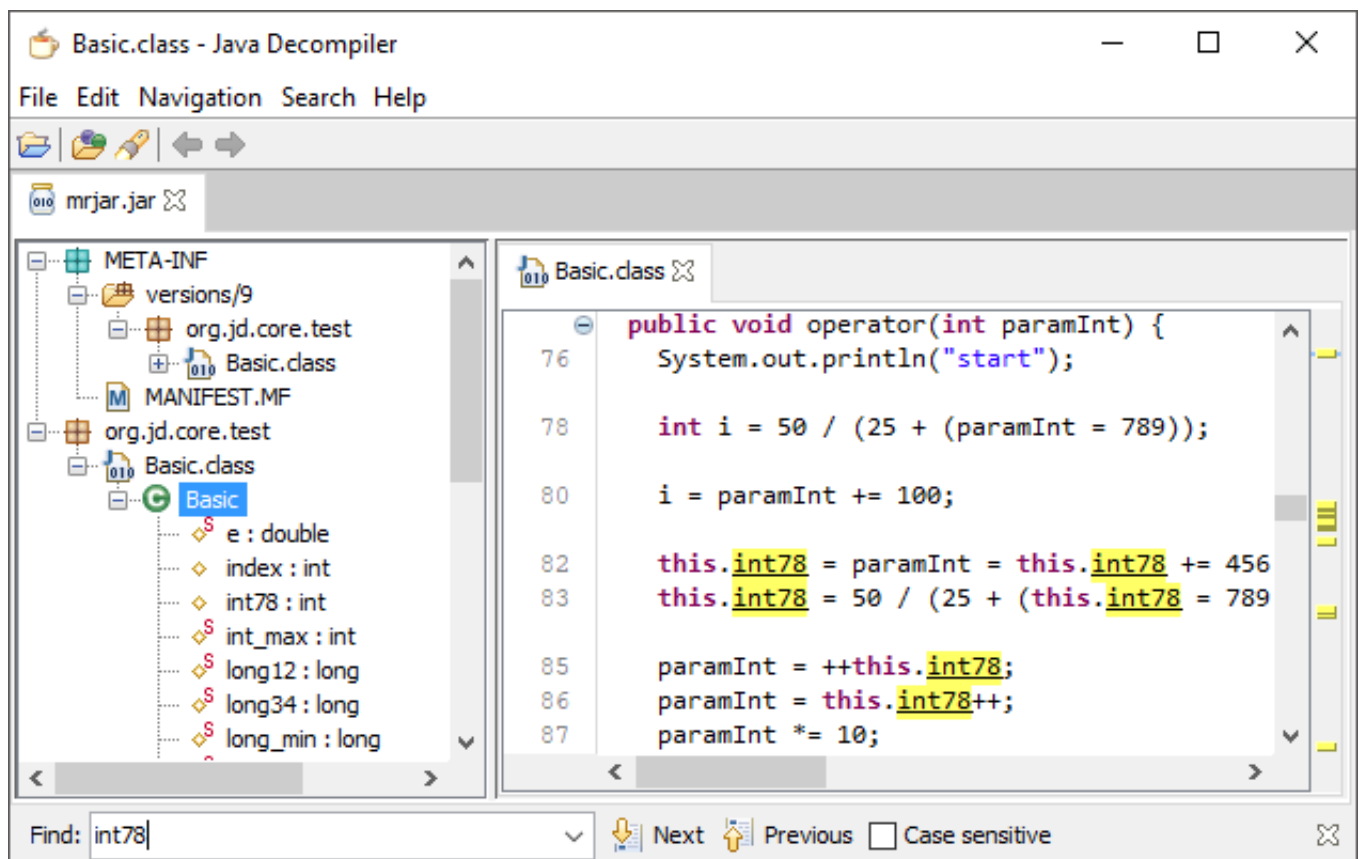 Basic.class - Java Decompiler
File Edit Navigation Search Help
mrjar.jar
META-INF
versions/9
org.jd.core.test
Basic.class
MANIFEST.MF
org.jd.core.test
Basic.class
Basic
e : double
index : int
int78 : int
int_max : int
long12 : long
long34 : long
long_min : long
Basic.class
public void operator(int paramInt) {
76 System.out.println("start");
78 int i = 50 / (25 + (paramInt = 789));
80 i = paramInt += 100;
82 this.int78 = paramInt = this.int78 += 456
83 this.int78 = 50 / (25 + (this.int78 = 789
85 paramInt = ++this.int78;
86 paramInt = this.int78++;
87 paramInt *= 10;
Find: int78 Next Previous Case sensitive